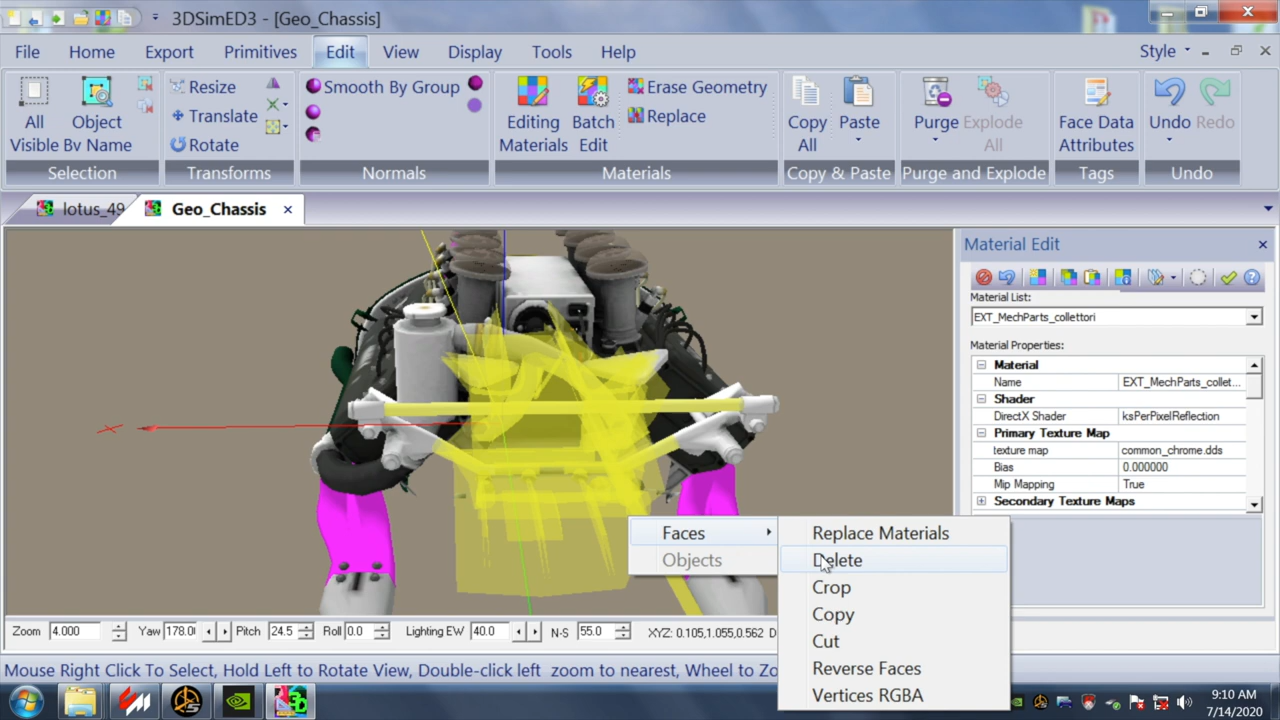 3DSimED3 - [Geo_Chassis]
File Home Export Primitives Edit View Display Tools Help Style
Resize Smooth By Group Erase Geometry
Translate Replace
All Object Rotate Editing Batch Copy Paste Purge Explode Face Data Undo Redo
Visible By Name Materials Edit All All Attributes
Selection Transforms Normals Materials Copy & Paste Purge and Explode Tags Undo
lotus_49 Geo_Chassis
Material Edit
Material List:
EXT_MechParts_collettori
Material Properties:
Material
Name EXT_MechParts_collet...
Shader
DirectX Shader ksPerPixelReflection
Primary Texture Map
texture map common_chrome.dds
Bias 0.000000
Mip Mapping True
Secondary Texture Maps
Faces
Objects
Replace Materials
Delete
Crop
Copy
Cut
Reverse Faces
Vertices RGBA
Zoom 4.000 Yaw 178.0 Pitch 24.5 Roll 0.0 Lighting EW 40.0 N-S 55.0 XYZ: 0.105,1.055,0.562 D
Mouse Right Click To Select, Hold Left to Rotate View, Double-click left zoom to nearest, Wheel to Zo
9:10 AM
7/14/2020